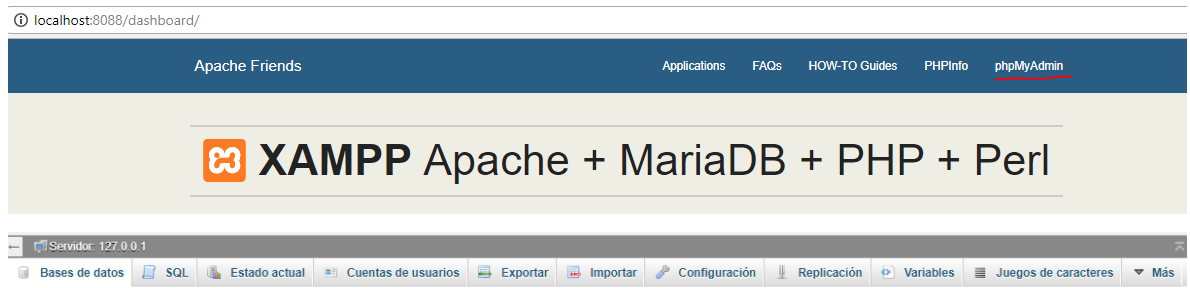 localhost:8088/dashboard/
Apache Friends Applications FAQs HOW-TO Guides PHPInfo phpMyAdmin
XAMPP Apache + MariaDB + PHP + Perl
Servidor: 127.0.0.1
Bases de datos SQL Estado actual Cuentas de usuarios Exportar Importar Configuración Replicación Variables Juegos de caracteres Más